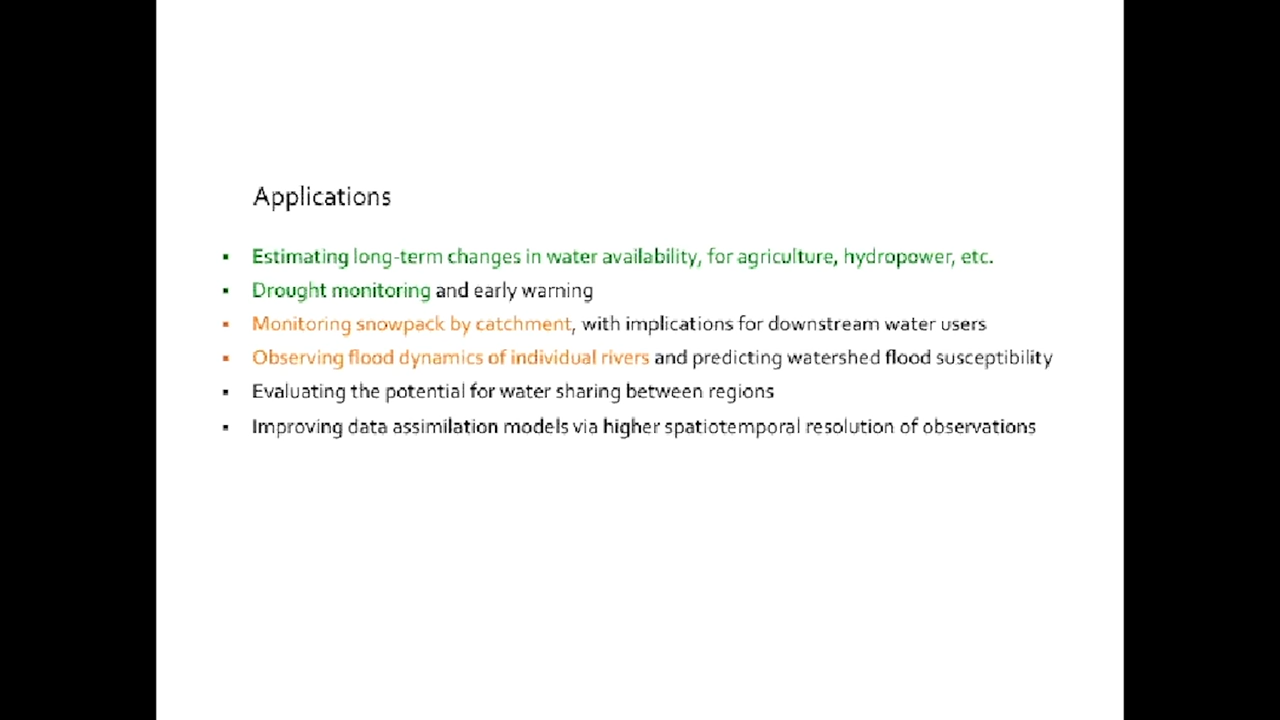 Applications
▪ Estimating long-term changes in water availability, for agriculture, hydropower, etc.
▪ Drought monitoring and early warning
▪ Monitoring snowpack by catchment, with implications for downstream water users
▪ Observing flood dynamics of individual rivers and predicting watershed flood susceptibility
▪ Evaluating the potential for water sharing between regions
▪ Improving data assimilation models via higher spatiotemporal resolution of observations